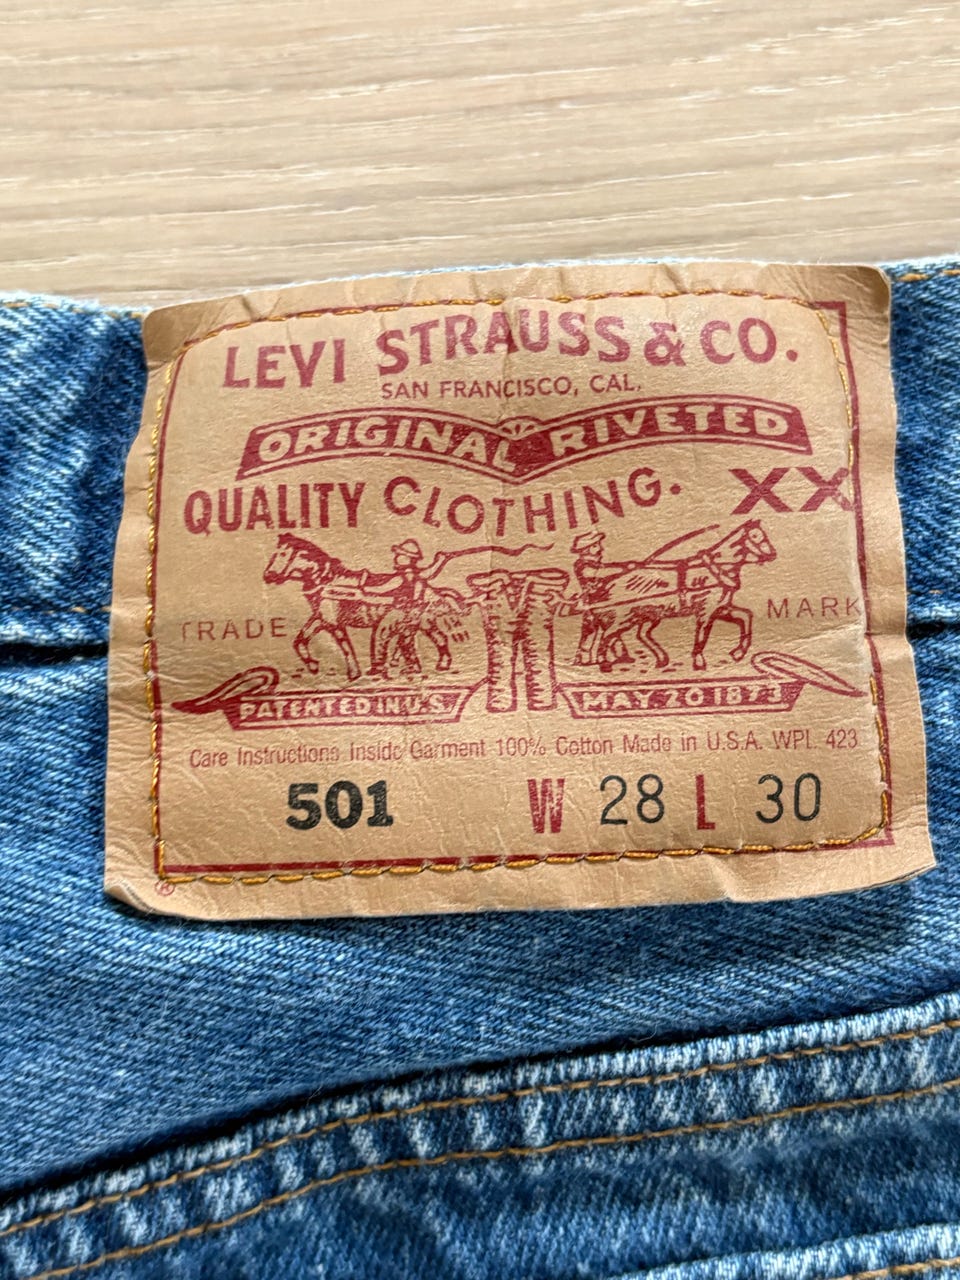 LEVI STRAUSS & CO.
SAN FRANCISCO, CAL.
ORIGINAL RIVETED
QUALITY CLOTHING. XX
TRADE MARK
PATENTED IN U.S. MAY 20 1873
Care Instructions Inside Garment 100% Cotton Made in U.S.A. WPL 423
501 W 28 L 30
®